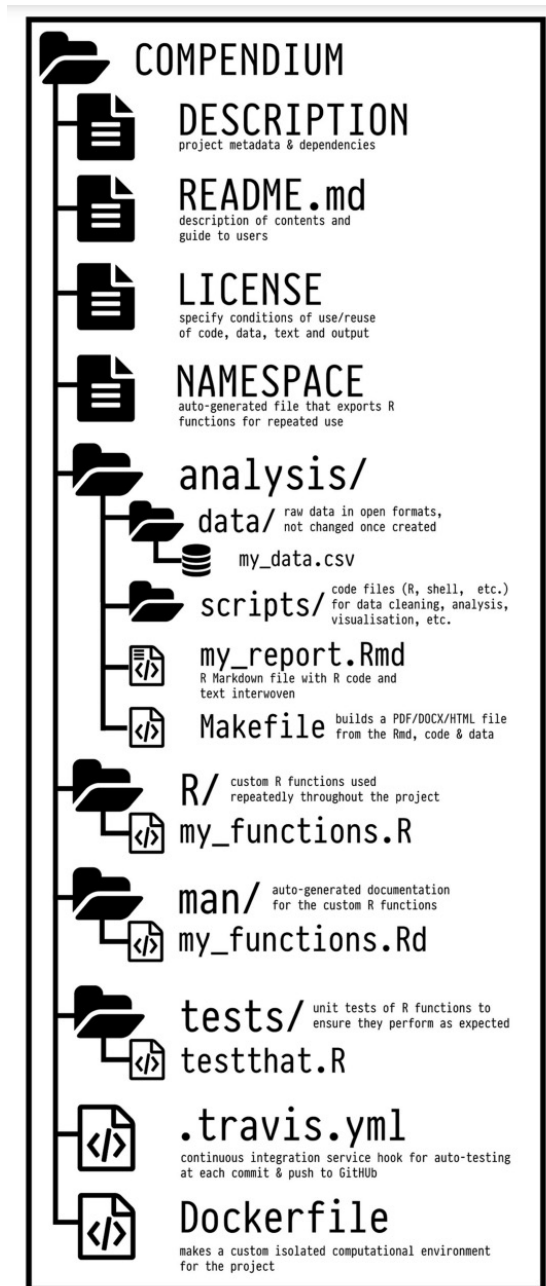 COMPENDIUM
DESCRIPTION
project metadata & dependencies
README.md
description of contents and
guide to users
LICENSE
specify conditions of use/reuse
of code, data, text and output
NAMESPACE
auto-generated file that exports R
functions for repeated use
analysis/
data/
raw data in open formats,
not changed once created
my_data.csv
scripts/
code files (R, shell, etc.)
for data cleaning, analysis,
visualisation, etc.
my_report.Rmd
R Markdown file with R code and
text interwoven
Makefile
builds a PDF/DOCX/HTML file
from the Rmd, code & data
R/
custom R functions used
repeatedly throughout the project
my_functions.R
man/
auto-generated documentation
for the custom R functions
my_functions.Rd
tests/
unit tests of R functions to
ensure they perform as expected
testthat.R
.travis.yml
continuous integration service hook for auto-testing
at each commit & push to GitHUb
Dockerfile
makes a custom isolated computational environment
for the project